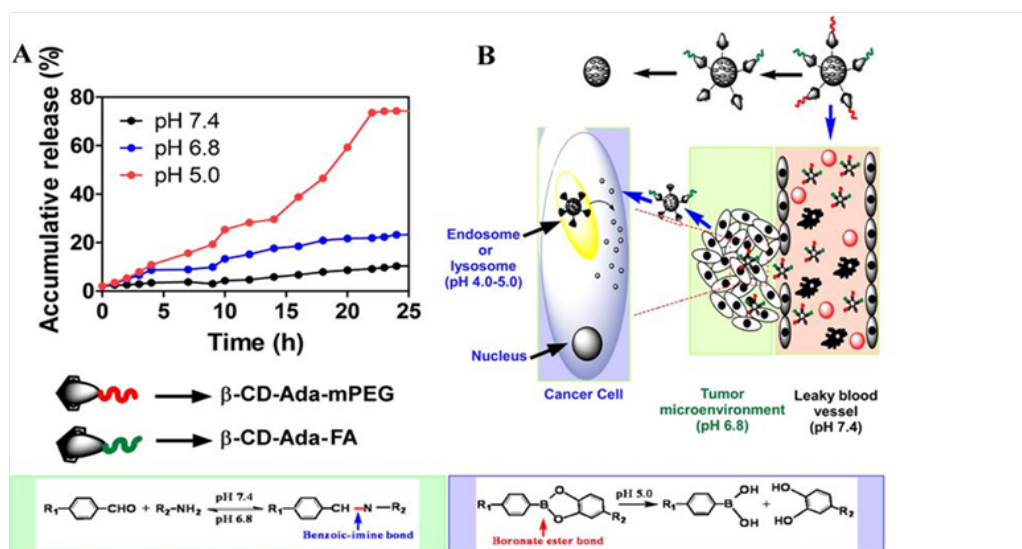 A
Accumulative release (%)
80
60
40
20
0
pH 7.4
pH 6.8
pH 5.0
0
5
10
15
20
25
Time (h)
β-CD-Ada-mPEG
β-CD-Ada-FA
B
Endosome
or
lysosome
(pH 4.0-5.0)
Nucleus
Cancer Cell
Tumor
microenvironment
(pH 6.8)
Leaky blood
vessel
(pH 7.4)
R₁
CHO + R₂-NH₂
pH 7.4
pH 6.8
R₁
CH=N-R₂
Benzoic-imine bond
R₁
B
O
O
R₂
Boronate ester bond
pH 5.0
R₁
B
OH
OH
+
HO
HO
R₂